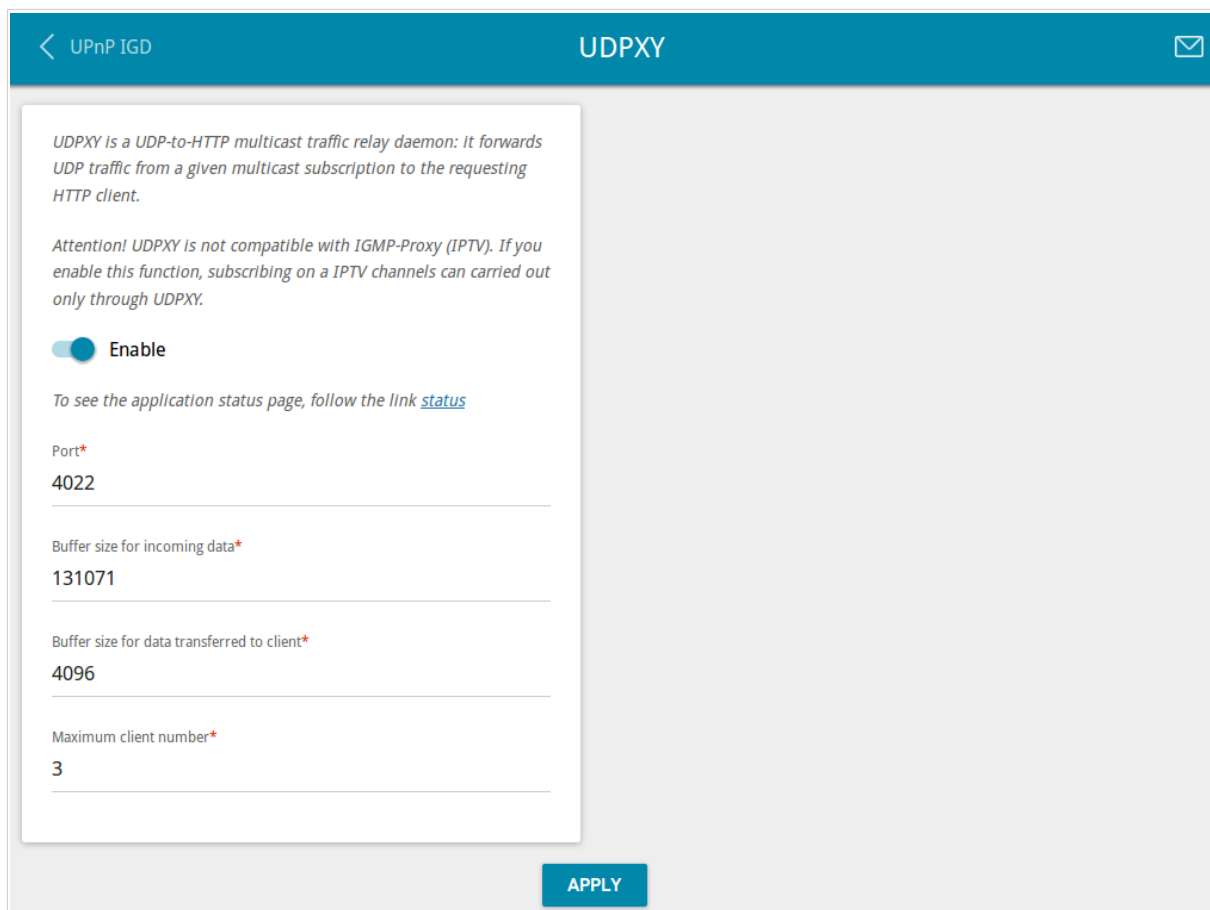 UPnP IGD
UDPXY
UDPXY is a UDP-to-HTTP multicast traffic relay daemon: it forwards
UDP traffic from a given multicast subscription to the requesting
HTTP client.
Attention! UDPXY is not compatible with IGMP-Proxy (IPTV). If you
enable this function, subscribing on a IPTV channels can carried out
only through UDPXY.
Enable
To see the application status page, follow the link status
Port*
4022
Buffer size for incoming data*
131071
Buffer size for data transferred to client*
4096
Maximum client number*
3
APPLY